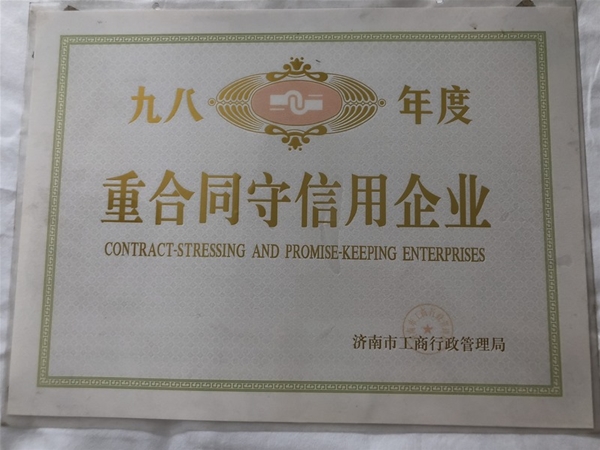 九八 年度
重合同守信用企业
CONTRACT-STRESSING AND PROMISE-KEEPING ENTERPRISES
济南市工商行政管理局